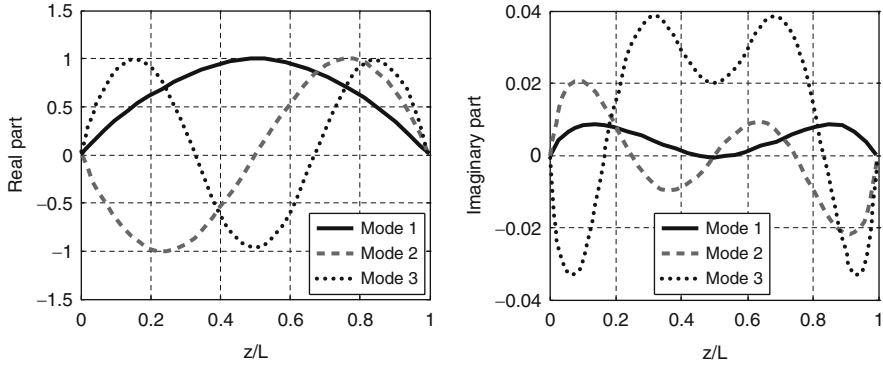 1.5
1
0.5
0
−0.5
−1
−1.5
Real part
0 0.2 0.4 0.6 0.8 1
z/L
Mode 1
Mode 2
Mode 3
0.04
0.02
0
−0.02
−0.04
Imaginary part
0 0.2 0.4 0.6 0.8 1
z/L
Mode 1
Mode 2
Mode 3